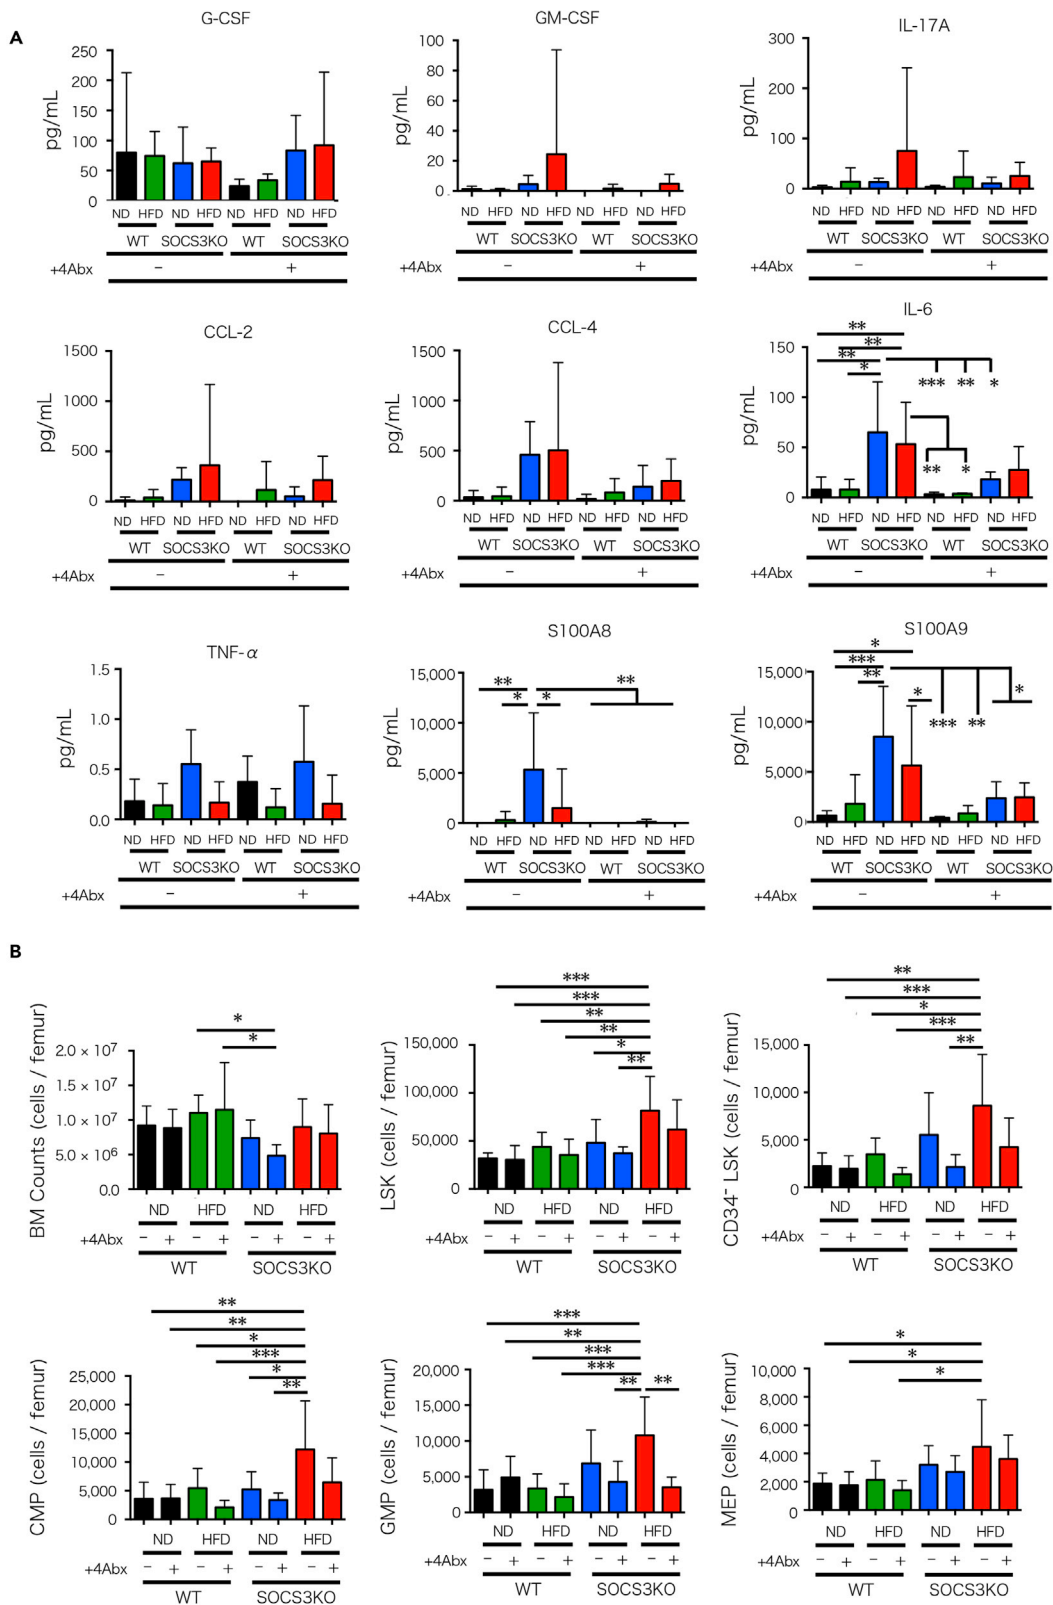 A
G-CSF
pg/mL
250
200
150
100
50
0
ND HFD ND HFD ND HFD ND HFD
WT SOCS3KO WT SOCS3KO
+4Abx − +
GM-CSF
pg/mL
100
80
60
40
20
0
ND HFD ND HFD ND HFD ND HFD
WT SOCS3KO WT SOCS3KO
+4Abx − +
IL-17A
pg/mL
300
200
100
0
ND HFD ND HFD ND HFD ND HFD
WT SOCS3KO WT SOCS3KO
+4Abx − +
CCL-2
pg/mL
1500
1000
500
0
ND HFD ND HFD ND HFD ND HFD
WT SOCS3KO WT SOCS3KO
+4Abx − +
CCL-4
pg/mL
1500
1000
500
0
ND HFD ND HFD ND HFD ND HFD
WT SOCS3KO WT SOCS3KO
+4Abx − +
IL-6
pg/mL
150
100
50
0
**
**
**
*
*** ** *
** *
ND HFD ND HFD ND HFD ND HFD
WT SOCS3KO WT SOCS3KO
+4Abx − +
TNF-α
pg/mL
1.5
1.0
0.5
0.0
ND HFD ND HFD ND HFD ND HFD
WT SOCS3KO WT SOCS3KO
+4Abx − +
S100A8
pg/mL
15,000
10,000
5,000
0
** **
* *
ND HFD ND HFD ND HFD ND HFD
WT SOCS3KO WT SOCS3KO
+4Abx − +
S100A9
pg/mL
15,000
10,000
5,000
0
*
***
** * *
*** **
ND HFD ND HFD ND HFD ND HFD
WT SOCS3KO WT SOCS3KO
+4Abx − +
B
BM Counts (cells / femur)
2.0 × 10⁷
1.5 × 10⁷
1.0 × 10⁷
5.0 × 10⁶
0.0
*
*
ND HFD ND HFD
+4Abx − + − + − + − +
WT SOCS3KO
LSK (cells / femur)
150,000
100,000
50,000
0
***
***
**
**
*
**
ND HFD ND HFD
+4Abx − + − + − + − +
WT SOCS3KO
CD34⁻ LSK (cells / femur)
15,000
10,000
5,000
0
**
***
*
***
**
ND HFD ND HFD
+4Abx − + − + − + − +
WT SOCS3KO
CMP (cells / femur)
25,000
20,000
15,000
10,000
5,000
0
**
**
*
***
*
**
ND HFD ND HFD
+4Abx − + − + − + − +
WT SOCS3KO
GMP (cells / femur)
20,000
15,000
10,000
5,000
0
***
**
***
***
** **
ND HFD ND HFD
+4Abx − + − + − + − +
WT SOCS3KO
MEP (cells / femur)
10,000
8,000
6,000
4,000
2,000
0
*
*
*
ND HFD ND HFD
+4Abx − + − + − + − +
WT SOCS3KO